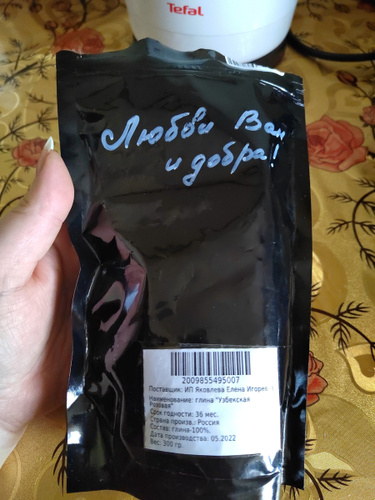 Tefal
Любви Вам
и добра!
2009855495007
Поставщик: ИП Яковлева Елена Игоревна
Наименование: глина "Узбекская
Розовая"
Срок годности: 36 мес.
Страна произв.: Россия
Состав: глина-100%.
Дата производства: 05.2022
Вес: 300 гр.